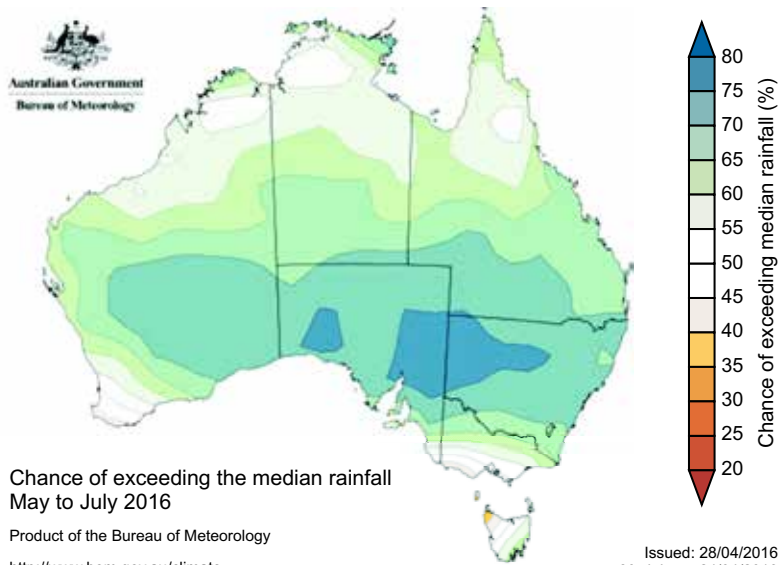 Australian Government
Bureau of Meteorology
80
75
70
65
60
55
50
45
40
35
30
25
20
Chance of exceeding median rainfall (%)
Chance of exceeding the median rainfall
May to July 2016
Product of the Bureau of Meteorology
Issued: 28/04/2016